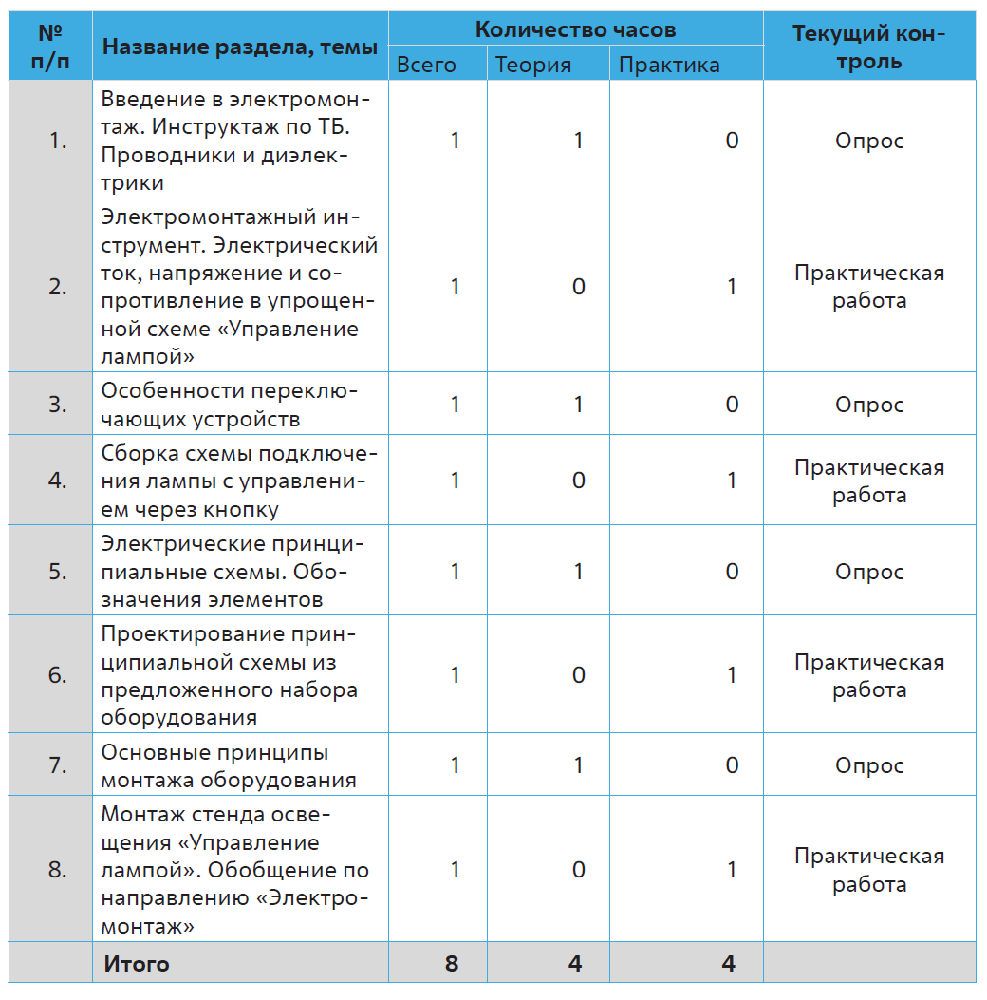 №
п/п
Название раздела, темы
Количество часов
Текущий кон-
троль
Всего
Теория
Практика
1.
Введение в электромон-
таж. Инструктаж по ТБ.
Проводники и диэлек-
трики
1
1
0
Опрос
2.
Электромонтажный ин-
струмент. Электрический
ток, напряжение и со-
противление в упрощен-
ной схеме «Управление
лампой»
1
0
1
Практическая
работа
3.
Особенности переклю-
чающих устройств
1
1
0
Опрос
4.
Сборка схемы подключе-
ния лампы с управлени-
ем через кнопку
1
0
1
Практическая
работа
5.
Электрические принци-
пиальные схемы. Обо-
значения элементов
1
1
0
Опрос
6.
Проектирование прин-
ципиальной схемы из
предложенного набора
оборудования
1
0
1
Практическая
работа
7.
Основные принципы
монтажа оборудования
1
1
0
Опрос
8.
Монтаж стенда осве-
щения «Управление
лампой». Обобщение по
направлению «Электро-
монтаж»
1
0
1
Практическая
работа
Итого
8
4
4